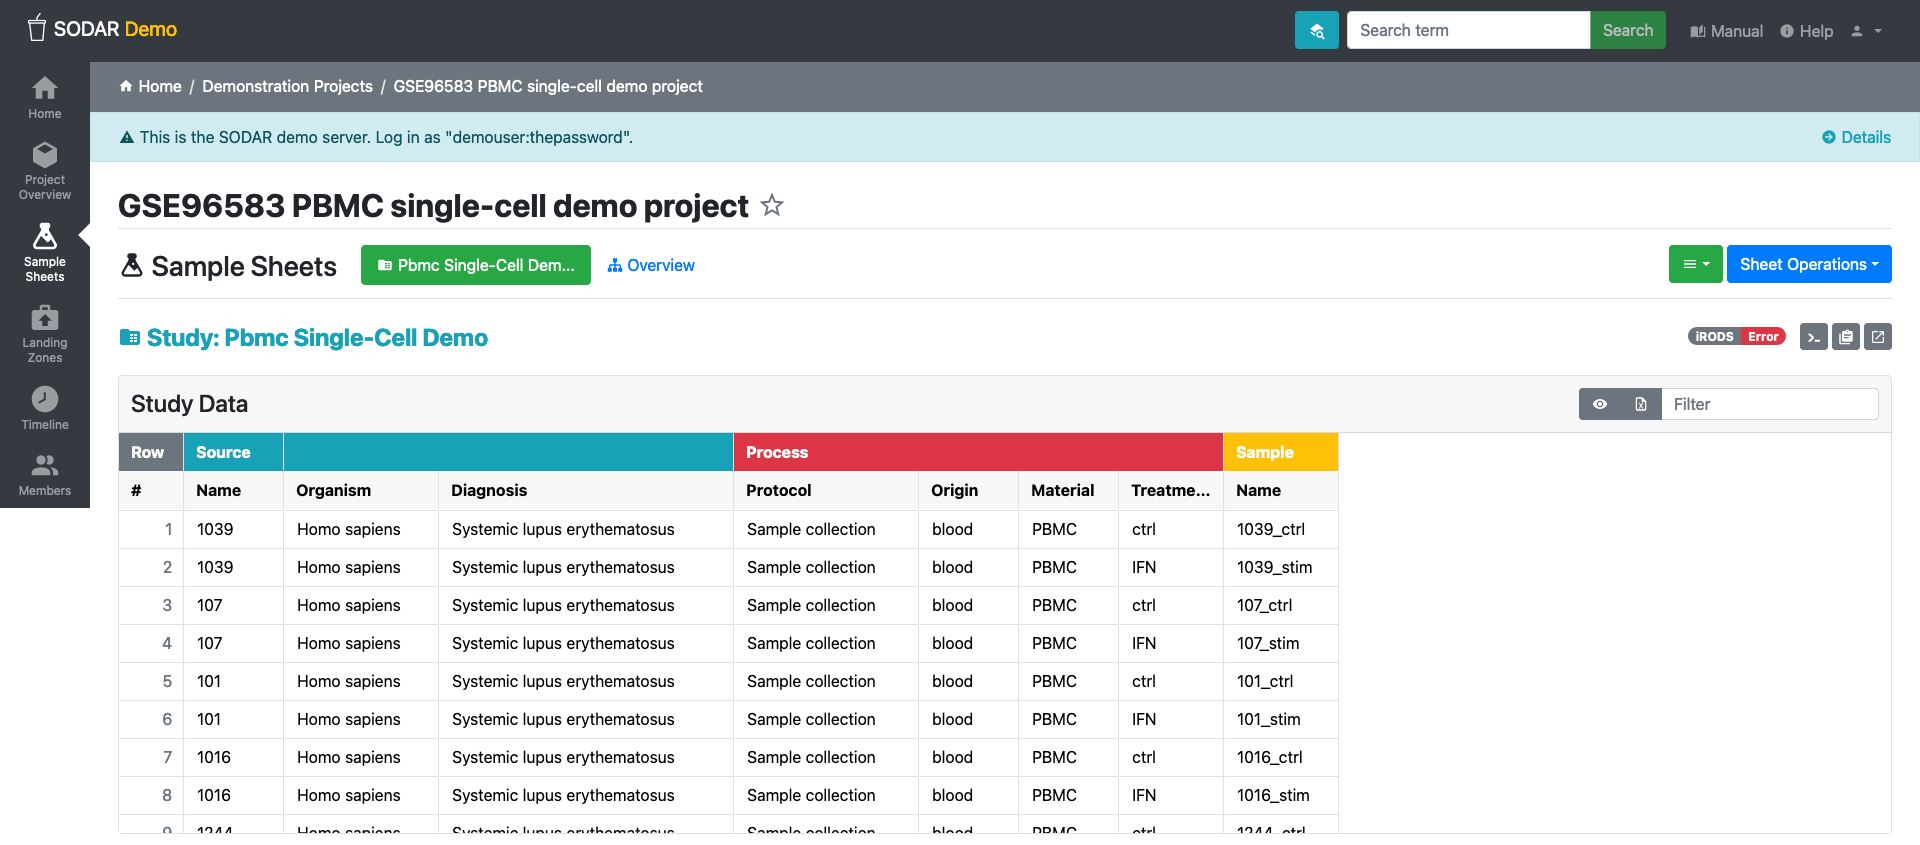 SODAR Demo
Search term
Search
Manual
Help
Home / Demonstration Projects / GSE96583 PBMC single-cell demo project
This is the SODAR demo server. Log in as "demouser:thepassword".
Details
Home
Project
Overview
Sample
Sheets
Landing
Zones
Timeline
Members
GSE96583 PBMC single-cell demo project
Sample Sheets
Pbmc Single-Cell Dem...
Overview
Sheet Operations
Study: Pbmc Single-Cell Demo
iRODS Error
Study Data
Filter
Row Source Process Sample
# Name Organism Diagnosis Protocol Origin Material Treatme... Name
1 1039 Homo sapiens Systemic lupus erythematosus Sample collection blood PBMC ctrl 1039_ctrl
2 1039 Homo sapiens Systemic lupus erythematosus Sample collection blood PBMC IFN 1039_stim
3 107 Homo sapiens Systemic lupus erythematosus Sample collection blood PBMC ctrl 107_ctrl
4 107 Homo sapiens Systemic lupus erythematosus Sample collection blood PBMC IFN 107_stim
5 101 Homo sapiens Systemic lupus erythematosus Sample collection blood PBMC ctrl 101_ctrl
6 101 Homo sapiens Systemic lupus erythematosus Sample collection blood PBMC IFN 101_stim
7 1016 Homo sapiens Systemic lupus erythematosus Sample collection blood PBMC ctrl 1016_ctrl
8 1016 Homo sapiens Systemic lupus erythematosus Sample collection blood PBMC IFN 1016_stim
9 1244 Homo sapiens Systemic lupus erythematosus Sample collection blood PBMC ctrl 1244_ctrl